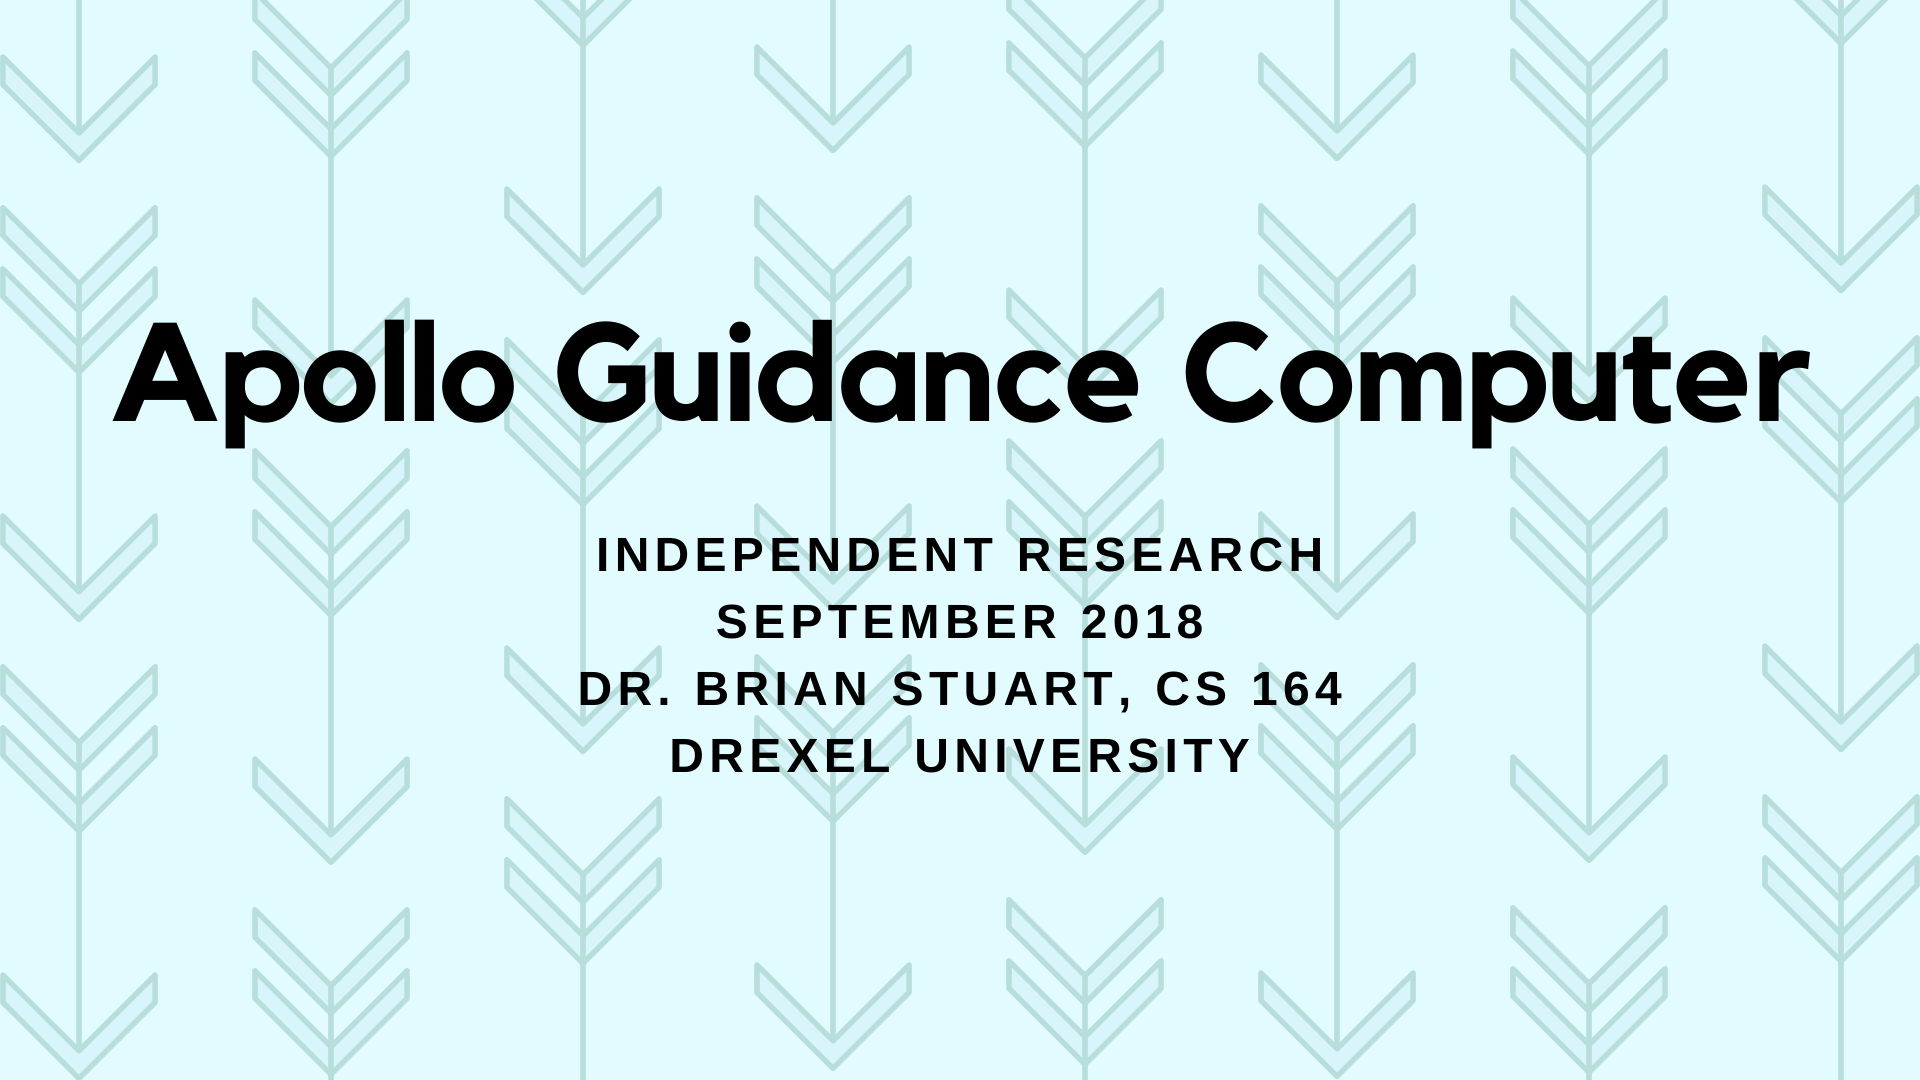 Apollo Guidance Computer
INDEPENDENT RESEARCH
SEPTEMBER 2018
DR. BRIAN STUART, CS 164
DREXEL UNIVERSITY